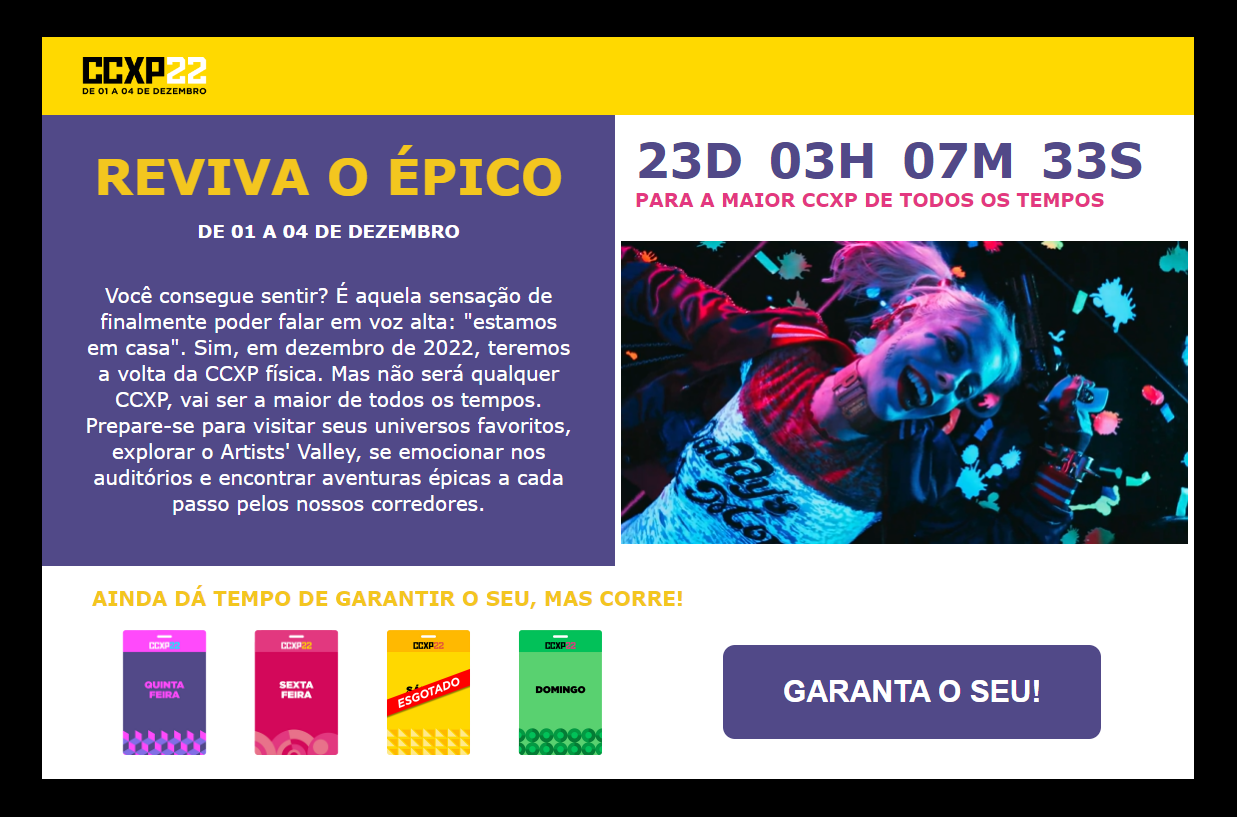 CCXP22
DE 01 A 04 DE DEZEMBRO
REVIVA O ÉPICO
DE 01 A 04 DE DEZEMBRO
Você consegue sentir? É aquela sensação de
finalmente poder falar em voz alta: "estamos
em casa". Sim, em dezembro de 2022, teremos
a volta da CCXP física. Mas não será qualquer
CCXP, vai ser a maior de todos os tempos.
Prepare-se para visitar seus universos favoritos,
explorar o Artists' Valley, se emocionar nos
auditórios e encontrar aventuras épicas a cada
passo pelos nossos corredores.
23D 03H 07M 33S
PARA A MAIOR CCXP DE TODOS OS TEMPOS
AINDA DÁ TEMPO DE GARANTIR O SEU, MAS CORRE!
CCXP22
QUINTA
FEIRA
CCXP22
SEXTA
FEIRA
CCXP22
ESGOTADO
CCXP22
DOMINGO
GARANTA O SEU!